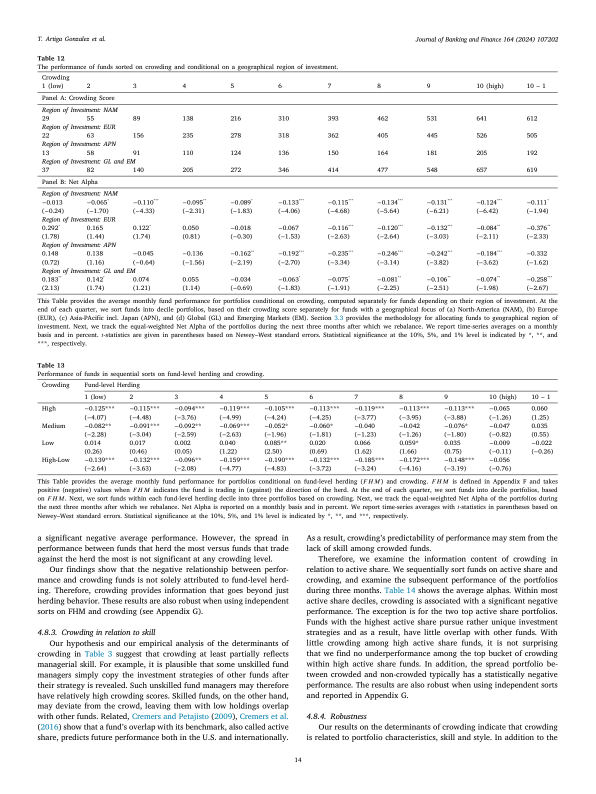 T. Artiga Gonzalez et al.
Journal of Banking and Finance 164 (2024) 107202
Table 12
The performance of funds sorted on crowding and conditional on a geographical region of investment.
Crowding
1 (low) 2 3 4 5 6 7 8 9 10 (high) 10 − 1
Panel A: Crowding Score
Region of Investment: NAM
29 55 89 138 216 310 393 462 531 641 612
Region of Investment: EUR
22 63 156 235 278 318 362 405 445 526 505
Region of Investment: APN
13 58 91 110 124 136 150 164 181 205 192
Region of Investment: GL and EM
37 82 140 205 272 346 414 477 548 657 619
Panel B: Net Alpha
Region of Investment: NAM
−0.013 −0.065* −0.110*** −0.095** −0.089* −0.133*** −0.115*** −0.134*** −0.131*** −0.124*** −0.111*
(−0.24) (−1.70) (−4.33) (−2.31) (−1.83) (−4.06) (−4.68) (−5.64) (−6.21) (−6.42) (−1.94)
Region of Investment: EUR
0.292* 0.165 0.122* 0.050 −0.018 −0.067 −0.116*** −0.120*** −0.132*** −0.084** −0.376**
(1.78) (1.44) (1.74) (0.81) (−0.30) (−1.53) (−2.63) (−2.64) (−3.03) (−2.11) (−2.33)
Region of Investment: APN
0.148 0.138 −0.045 −0.136 −0.162** −0.192*** −0.235*** −0.246*** −0.242*** −0.184*** −0.332
(0.72) (1.16) (−0.64) (−1.56) (−2.19) (−2.70) (−3.34) (−3.14) (−3.82) (−3.62) (−1.62)
Region of Investment: GL and EM
0.183** 0.142* 0.074 0.055 −0.034 −0.063* −0.075* −0.081** −0.106** −0.074** −0.258***
(2.13) (1.74) (1.21) (1.14) (−0.69) (−1.83) (−1.91) (−2.25) (−2.51) (−1.98) (−2.67)
This Table provides the average monthly fund performance for portfolios conditional on crowding, computed separately for funds depending on their region of investment. At the
end of each quarter, we sort funds into decile portfolios, based on their crowding score separately for funds with a geographical focus of (a) North-America (NAM), (b) Europe
(EUR), (c) Asia-Pacific incl. Japan (APN), and (d) Global (GL) and Emerging Markets (EM). Section 3.3 provides the methodology for allocating funds to geographical region of
investment. Next, we track the equal-weighted Net Alpha of the portfolios during the next three months after which we rebalance. We report time-series averages on a monthly
basis and in percent. t-statistics are given in parentheses based on Newey–West standard errors. Statistical significance at the 10%, 5%, and 1% level is indicated by *, **, and
***, respectively.
Table 13
Performance of funds in sequential sorts on fund-level herding and crowding.
Crowding Fund-level Herding
1 (low) 2 3 4 5 6 7 8 9 10 (high) 10 − 1
High −0.125*** −0.115*** −0.094*** −0.119*** −0.105*** −0.113*** −0.119*** −0.113*** −0.113*** −0.065 0.060
(−4.07) (−4.48) (−3.76) (−4.99) (−4.24) (−4.25) (−3.77) (−3.95) (−3.88) (−1.26) (1.25)
Medium −0.082** −0.091*** −0.092** −0.069*** −0.052* −0.060* −0.040 −0.042 −0.076* −0.047 0.035
(−2.28) (−3.04) (−2.59) (−2.63) (−1.96) (−1.81) (−1.23) (−1.26) (−1.80) (−0.82) (0.55)
Low 0.014 0.017 0.002 0.040 0.085** 0.020 0.066 0.059* 0.035 −0.009 −0.022
(0.26) (0.46) (0.05) (1.22) (2.50) (0.69) (1.62) (1.66) (0.75) (−0.11) (−0.26)
High-Low −0.139*** −0.132*** −0.096** −0.159*** −0.190*** −0.132*** −0.185*** −0.172*** −0.148*** −0.056
(−2.64) (−3.63) (−2.08) (−4.77) (−4.83) (−3.72) (−3.24) (−4.16) (−3.19) (−0.76)
This Table provides the average monthly fund performance for portfolios conditional on fund-level herding (FHM) and crowding. FHM is defined in Appendix F and takes
positive (negative) values when FHM indicates the fund is trading in (against) the direction of the herd. At the end of each quarter, we sort funds into decile portfolios, based
on FHM. Next, we sort funds within each fund-level herding decile into three portfolios based on crowding. Next, we track the equal-weighted Net Alpha of the portfolios during
the next three months after which we rebalance. Net Alpha is reported on a monthly basis and in percent. We report time-series averages with t-statistics in parentheses based on
Newey–West standard errors. Statistical significance at the 10%, 5%, and 1% level is indicated by *, **, and ***, respectively.
a significant negative average performance. However, the spread in
performance between funds that herd the most versus funds that trade
against the herd the most is not significant at any crowding level.
Our findings show that the negative relationship between perfor-
mance and crowding funds is not solely attributed to fund-level herd-
ing. Therefore, crowding provides information that goes beyond just
herding behavior. These results are also robust when using independent
sorts on FHM and crowding (see Appendix G).
4.8.3. Crowding in relation to skill
Our hypothesis and our empirical analysis of the determinants of
crowding in Table 3 suggest that crowding at least partially reflects
managerial skill. For example, it is plausible that some unskilled fund
managers simply copy the investment strategies of other funds after
their strategy is revealed. Such unskilled fund managers may therefore
have relatively high crowding scores. Skilled funds, on the other hand,
may deviate from the crowd, leaving them with low holdings overlap
with other funds. Related, Cremers and Petajisto (2009), Cremers et al.
(2016) show that a fund's overlap with its benchmark, also called active
share, predicts future performance both in the U.S. and internationally.
As a result, crowding's predictability of performance may stem from the
lack of skill among crowded funds.
Therefore, we examine the information content of crowding in
relation to active share. We sequentially sort funds on active share and
crowding, and examine the subsequent performance of the portfolios
during three months. Table 14 shows the average alphas. Within most
active share deciles, crowding is associated with a significant negative
performance. The exception is for the two top active share portfolios.
Funds with the highest active share pursue rather unique investment
strategies and as a result, have little overlap with other funds. With
little crowding among high active share funds, it is not surprising
that we find no underperformance among the top bucket of crowding
within high active share funds. In addition, the spread portfolio be-
tween crowded and non-crowded typically has a statistically negative
performance. The results are also robust when using independent sorts
and reported in Appendix G.
4.8.4. Robustness
Our results on the determinants of crowding indicate that crowding
is related to portfolio characteristics, skill and style. In addition to the
14